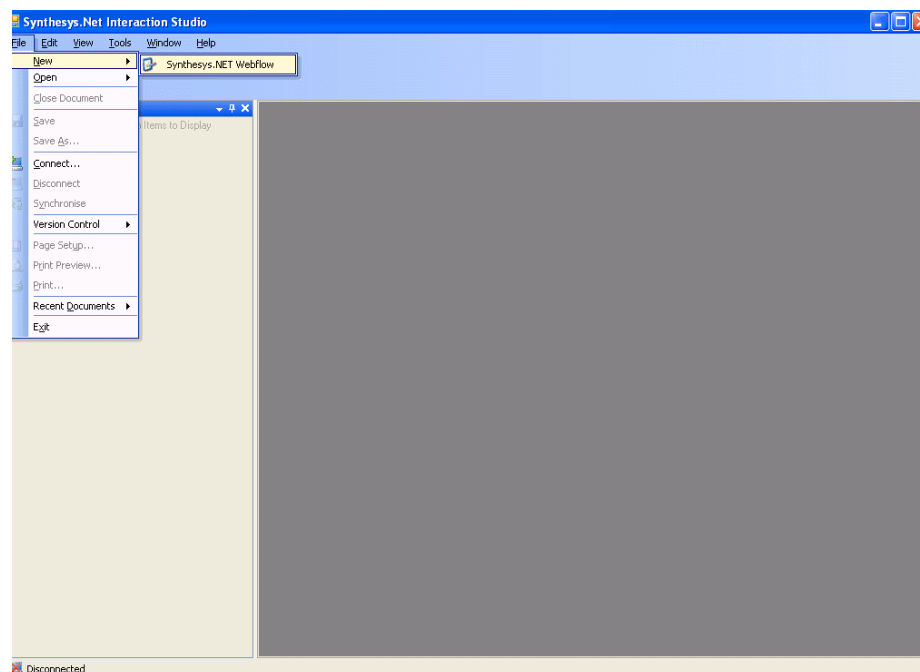 Synthesys.Net Interaction Studio
File Edit View Tools Window Help
New
Synthesys.NET Webflow
Open
Close Document
Items to Display
Save
Save As...
Connect...
Disconnect
Synchronise
Version Control
Page Setup...
Print Preview...
Print...
Recent Documents
Exit
Disconnected